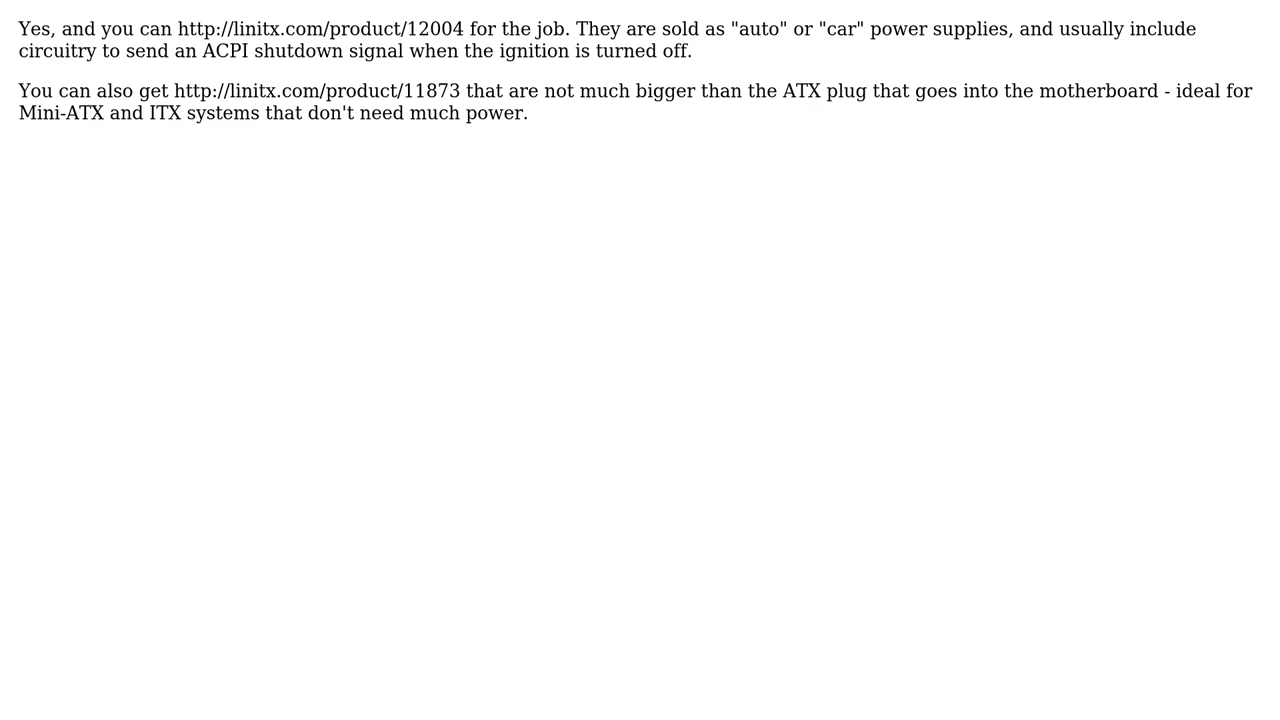 Yes, and you can http://linitx.com/product/12004 for the job. They are sold as "auto" or "car" power supplies, and usually include
circuitry to send an ACPI shutdown signal when the ignition is turned off.
You can also get http://linitx.com/product/11873 that are not much bigger than the ATX plug that goes into the motherboard - ideal for
Mini-ATX and ITX systems that don't need much power.